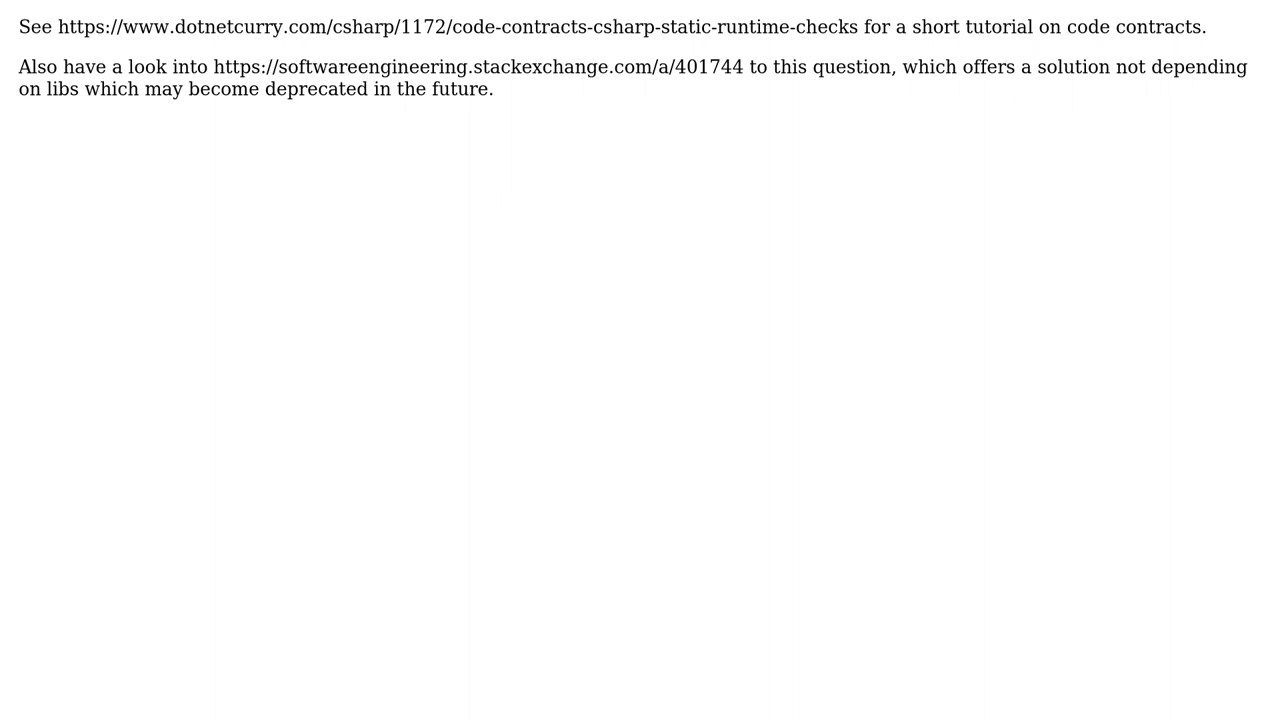 See https://www.dotnetcurry.com/csharp/1172/code-contracts-csharp-static-runtime-checks for a short tutorial on code contracts.
Also have a look into https://softwareengineering.stackexchange.com/a/401744 to this question, which offers a solution not depending
on libs which may become deprecated in the future.